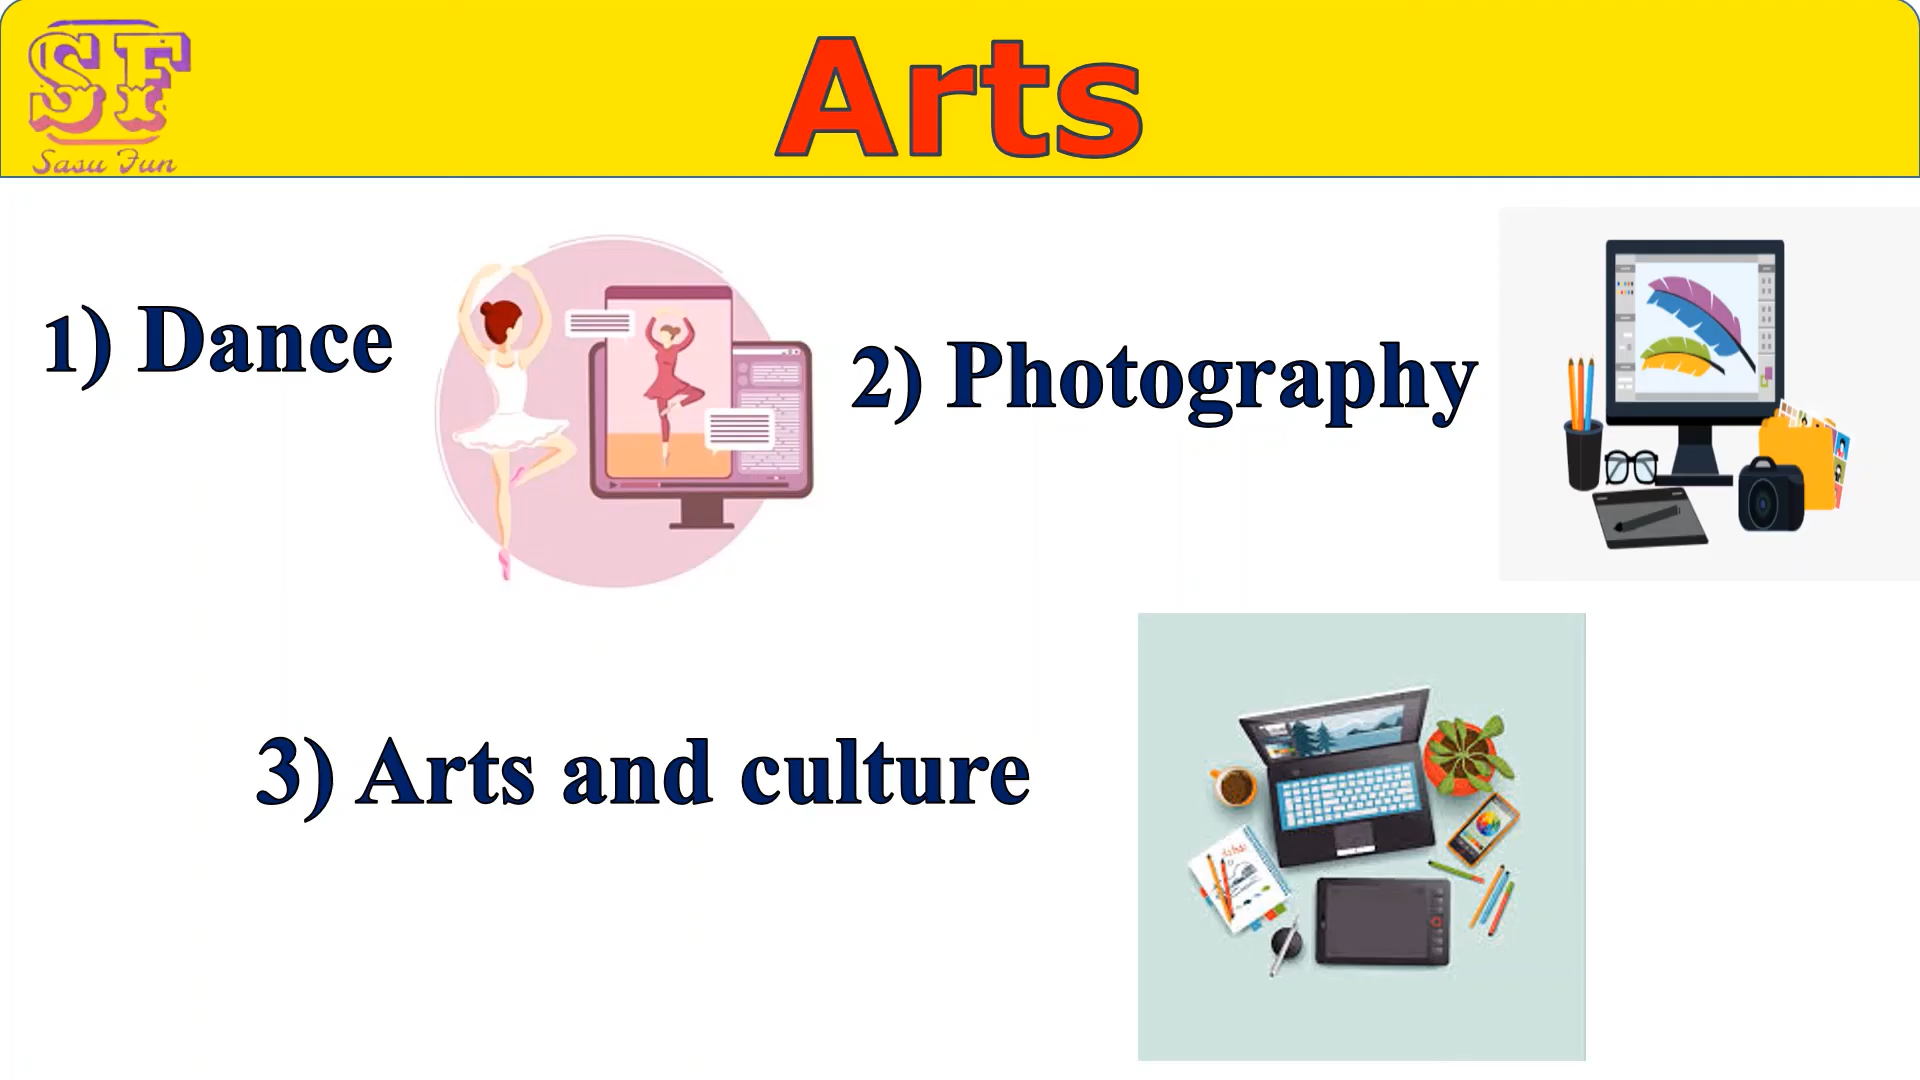 SF
Sasu Fun
Arts
1) Dance
2) Photography
3) Arts and culture